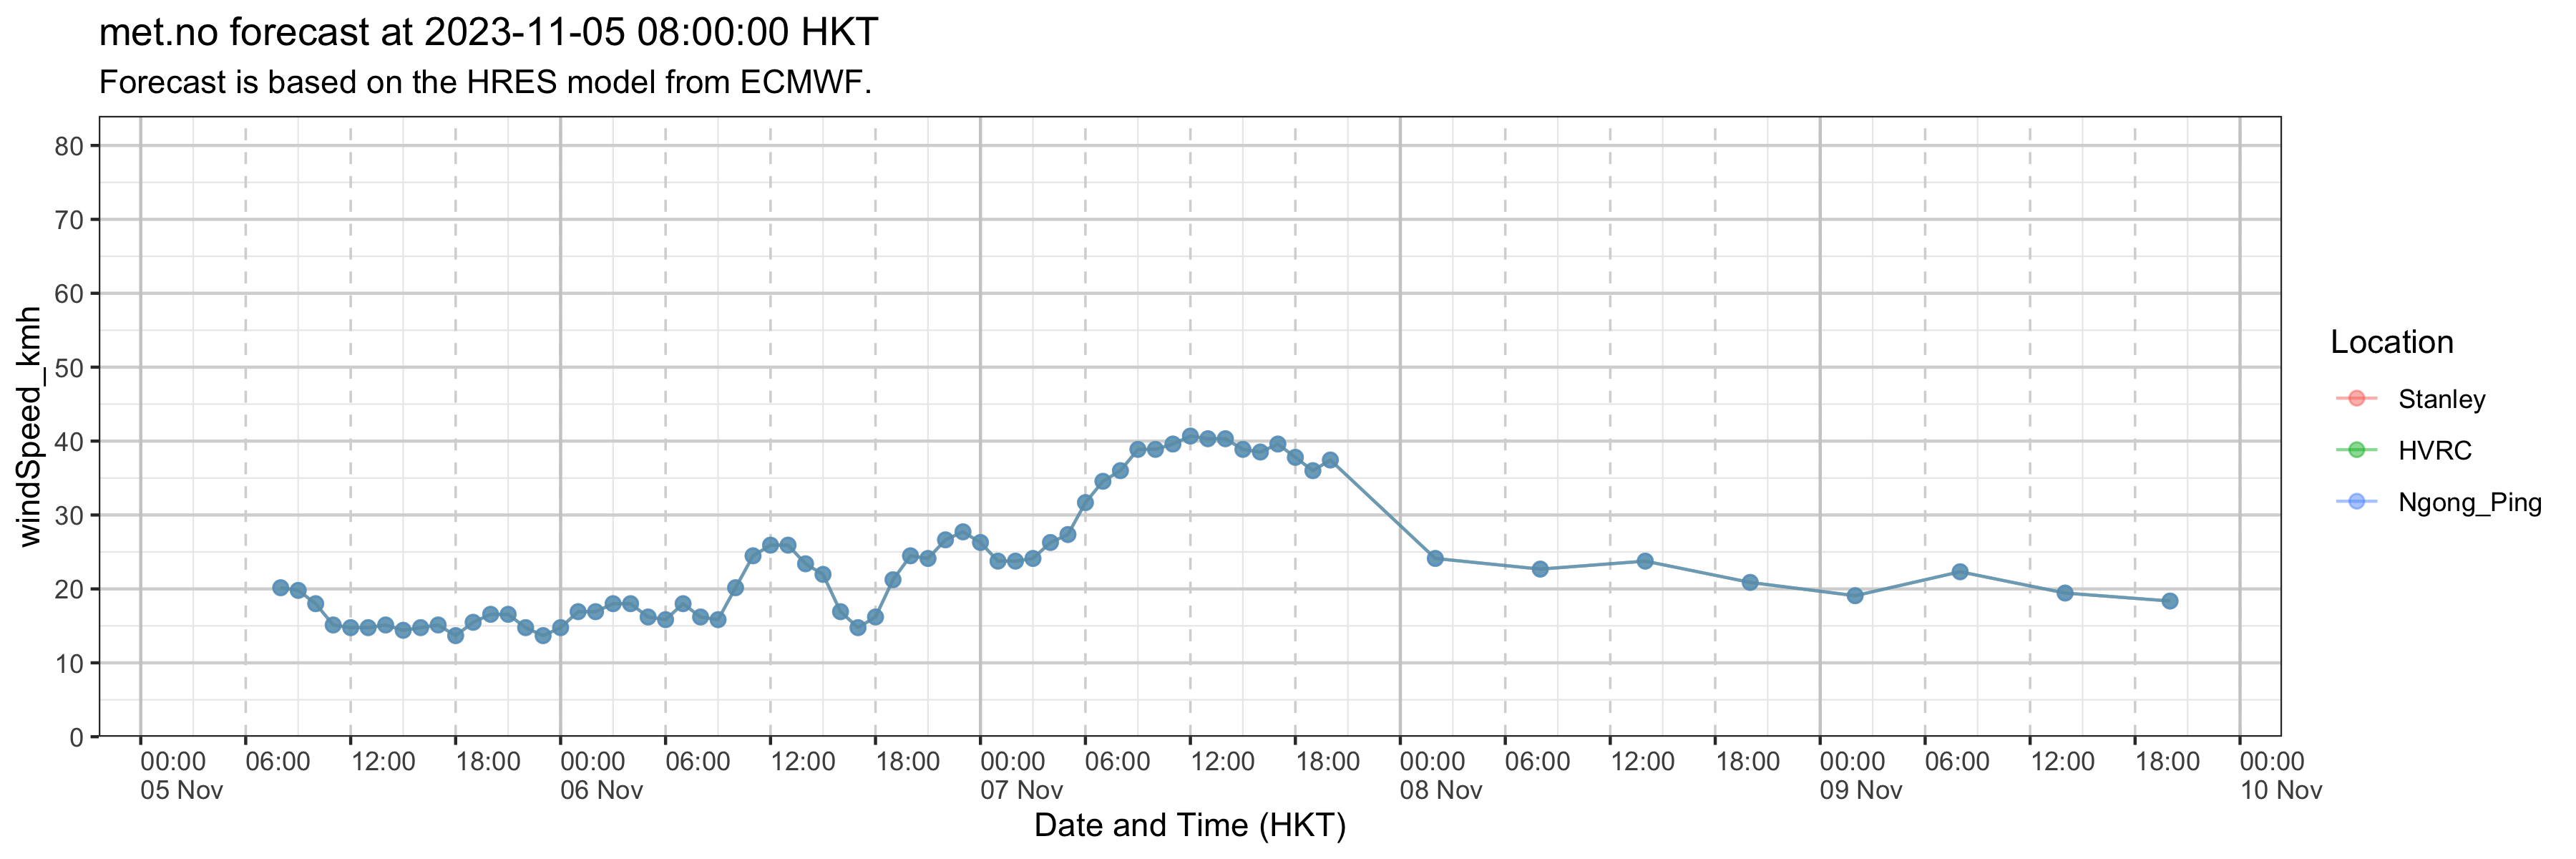 met.no forecast at 2023-11-05 08:00:00 HKT
Forecast is based on the HRES model from ECMWF.
windSpeed_kmh
80
70
60
50
40
30
20
10
0
00:00 06:00 12:00 18:00 00:00 06:00 12:00 18:00 00:00 06:00 12:00 18:00 00:00 06:00 12:00 18:00 00:00 06:00 12:00 18:00 00:00
05 Nov 06 Nov 07 Nov 08 Nov 09 Nov 10 Nov
Date and Time (HKT)
Location
Stanley
HVRC
Ngong_Ping